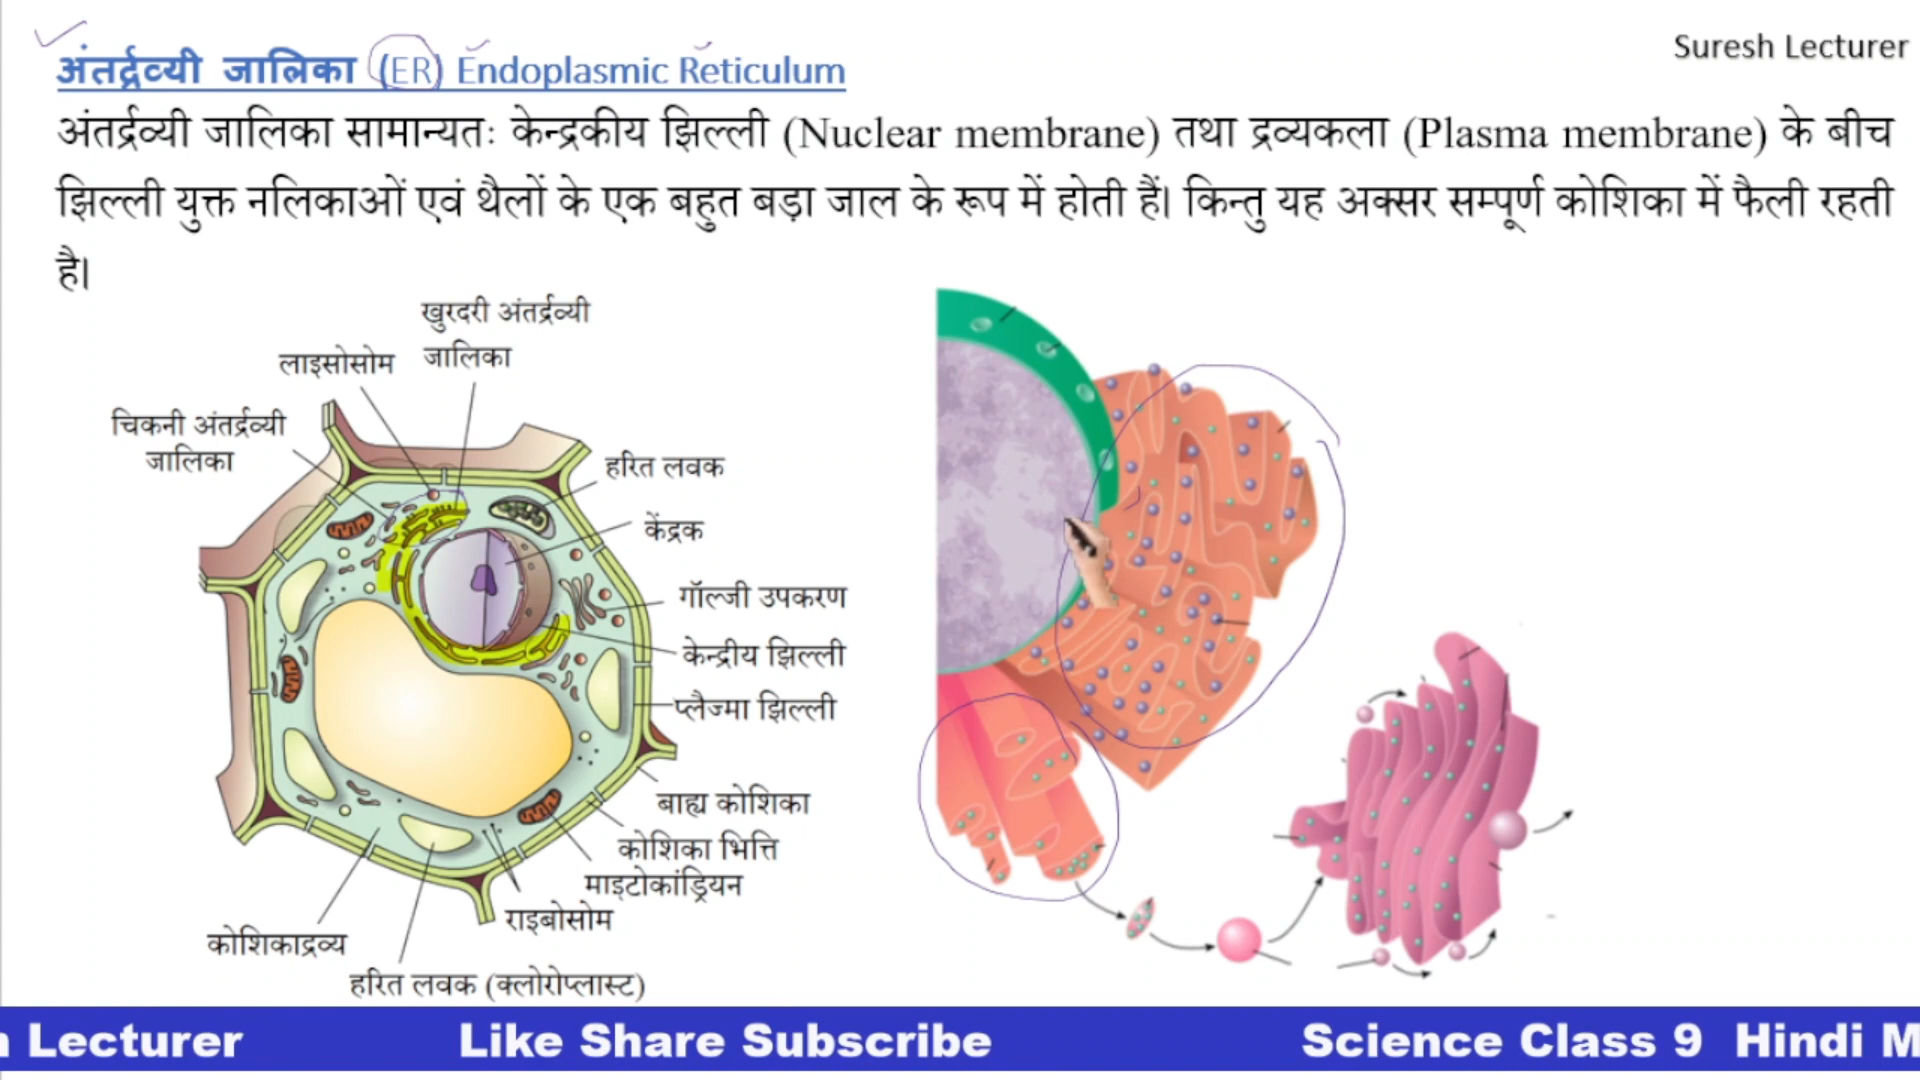 Suresh Lecturer
अंतर्द्रव्यी जालिका (ER) Endoplasmic Reticulum
अंतर्द्रव्यी जालिका सामान्यतः केन्द्रकीय झिल्ली (Nuclear membrane) तथा द्रव्यकला (Plasma membrane) के बीच
झिल्ली युक्त नलिकाओं एवं थैलों के एक बहुत बड़ा जाल के रूप में होती हैं। किन्तु यह अक्सर सम्पूर्ण कोशिका में फैली रहती
है।
खुरदरी अंतर्द्रव्यी
जालिका
लाइसोसोम
चिकनी अंतर्द्रव्यी
जालिका
हरित लवक
केंद्रक
गॉल्जी उपकरण
केन्द्रीय झिल्ली
प्लैज्मा झिल्ली
बाह्य कोशिका
कोशिका भित्ति
माइटोकांड्रियन
राइबोसोम
कोशिकाद्रव्य
हरित लवक (क्लोरोप्लास्ट)
Lecturer Like Share Subscribe Science Class 9 Hindi M